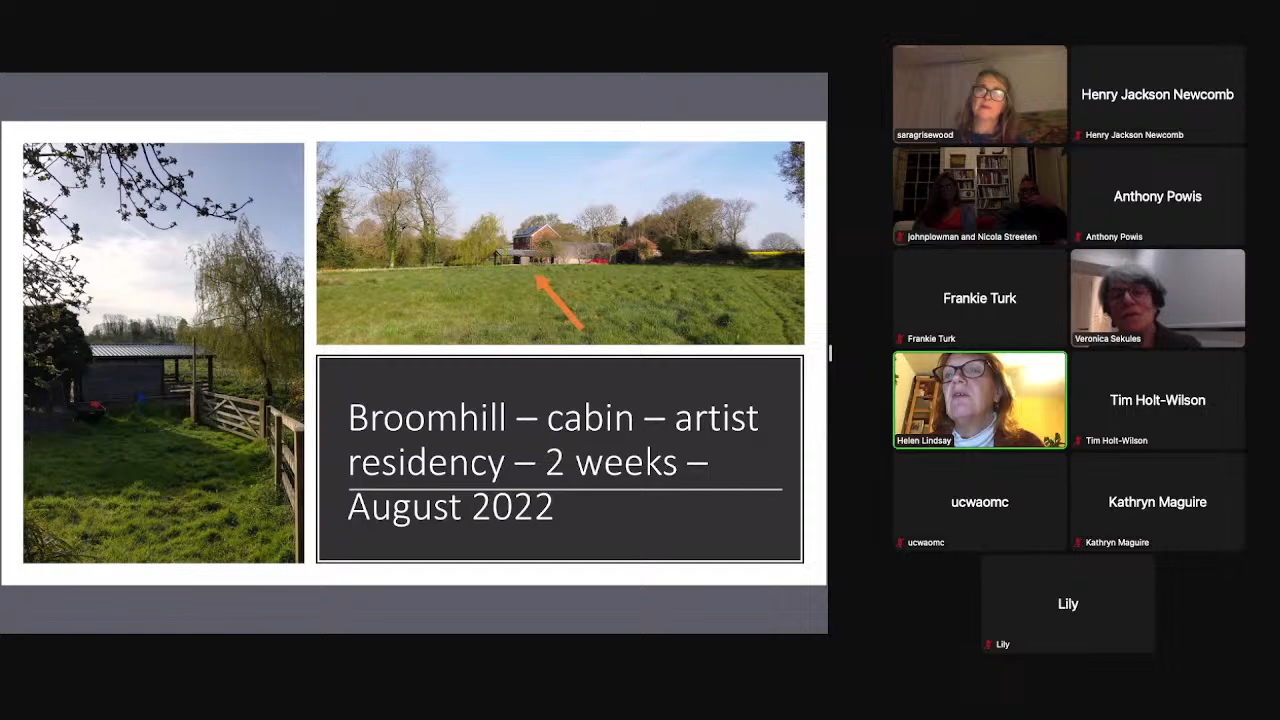 Broomhill – cabin – artist
residency – 2 weeks –
August 2022
saragrisewood
Henry Jackson Newcomb
Henry Jackson Newcomb
johnplowman and Nicola Streeten
Anthony Powis
Anthony Powis
Frankie Turk
Frankie Turk
Veronica Sekules
Helen Lindsay
Tim Holt-Wilson
Tim Holt-Wilson
ucwaomc
ucwaomc
Kathryn Maguire
Kathryn Maguire
Lily
Lily